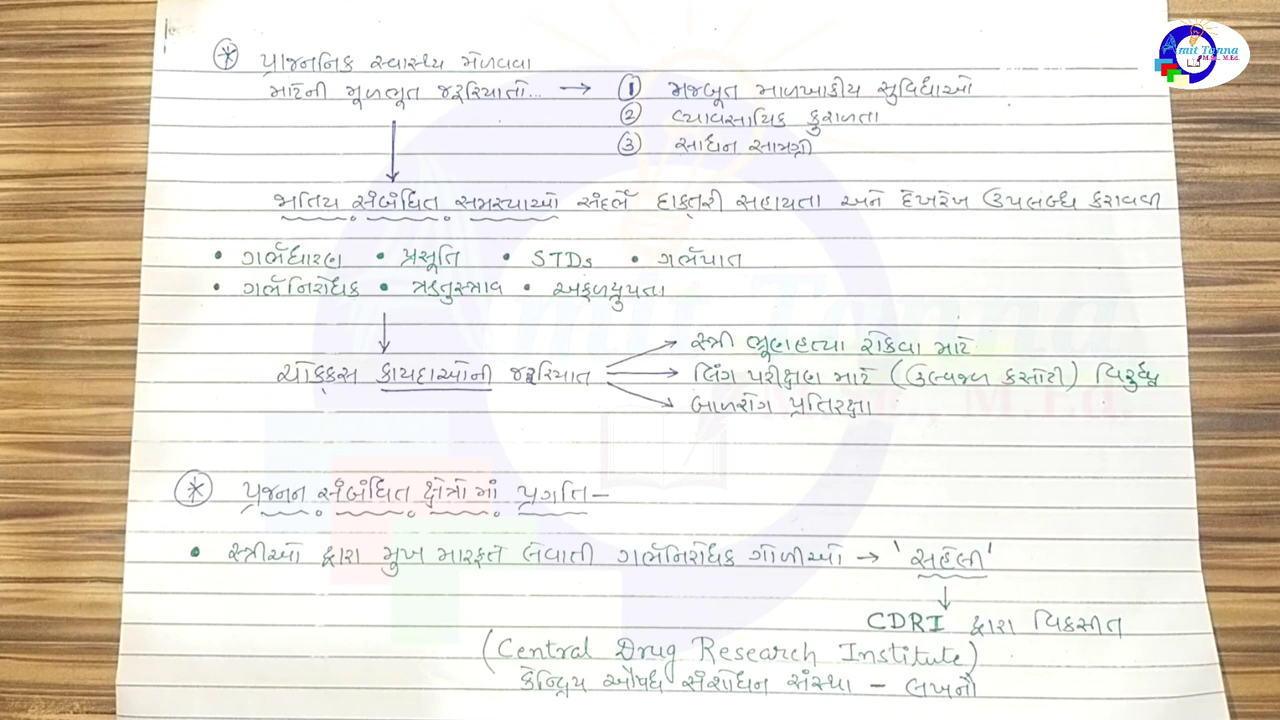 * પ્રાજનનિક સ્વાસ્થ્ય મેળવવા
માટેની મૂળભૂત જરૂરિયાતો... → ① મજબૂત માળખાકીય સુવિધાઓ
② વ્યાવસાયિક કુશળતા
③ સાધન સામગ્રી
જાતિય સંબંધિત સમસ્યાઓ સંદર્ભે દાક્તરી સહાયતા અને દેખરેખ ઉપલબ્ધ કરાવવી
• ગર્ભધારણ • પ્રસૂતિ • STDs • ગર્ભપાત
• ગર્ભનિરોધક • ઋતુસ્ત્રાવ • અફળદ્રુપતા
→ સ્ત્રી ભ્રૂણહત્યા રોકવા માટે
ચોક્કસ કાયદાઓની જરૂરિયાત → લિંગ પરીક્ષણ માટે (ઉલ્વજળ કસોટી) વિરુદ્ધ
→ બાળરોગ પ્રતિરક્ષા
* પ્રજનન સંબંધિત ક્ષેત્રોમાં પ્રગતિ –
• સ્ત્રીઓ દ્વારા મુખ મારફતે લેવાતી ગર્ભનિરોધક ગોળીઓ → 'સહેલી'
CDRI દ્વારા વિકસીત
(Central Drug Research Institute)
કેન્દ્રિય ઔષધ સંશોધન સંસ્થા – લખનૌ
Amit Tanna
M.Sc., M.Ed.